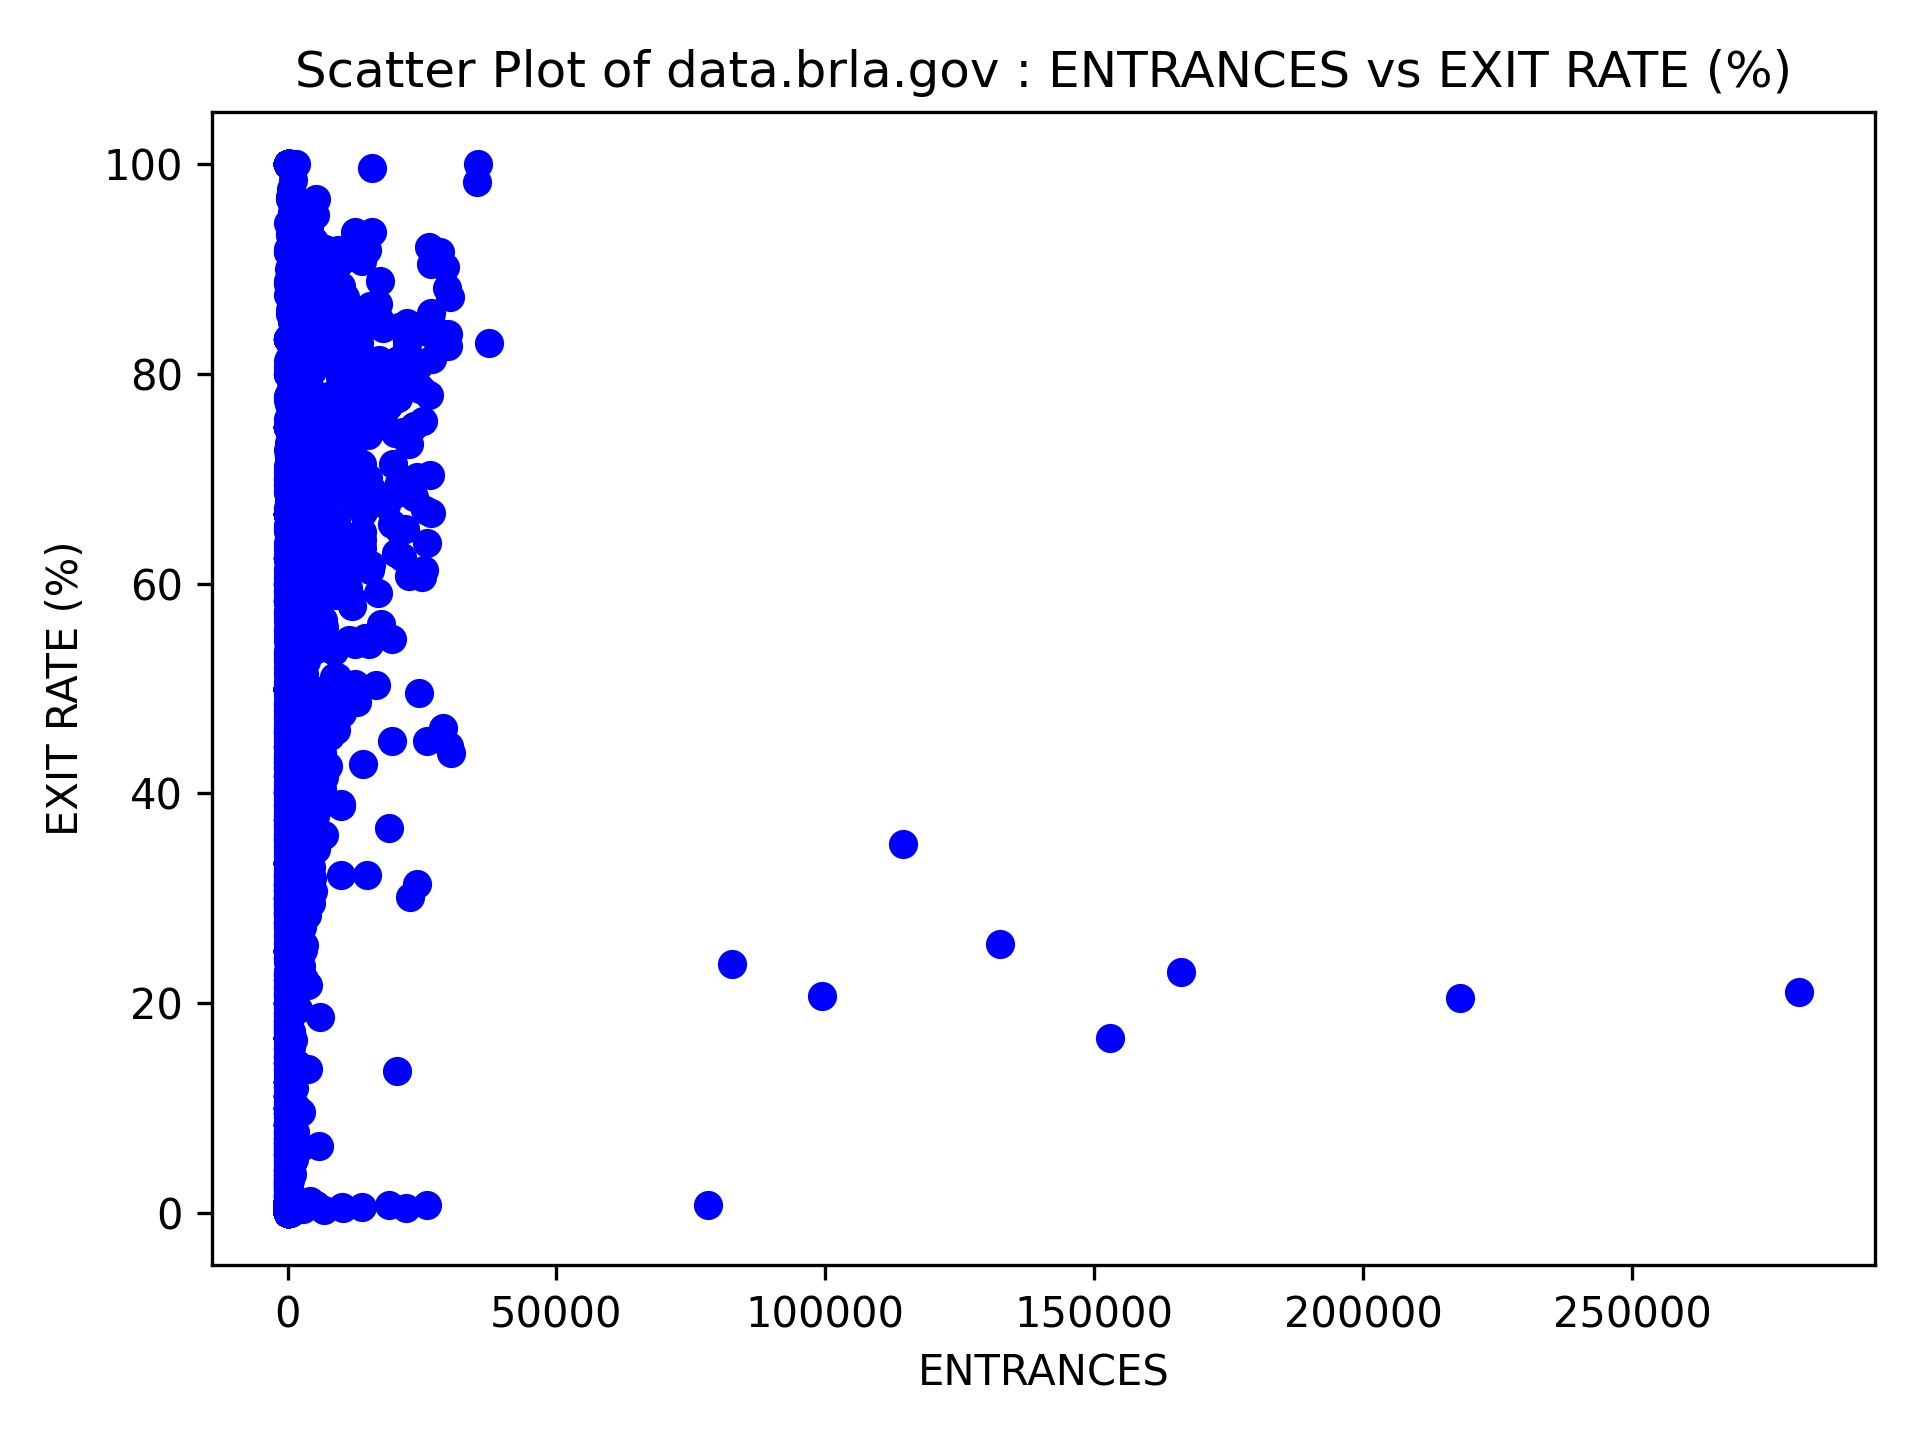 Scatter Plot of data.brla.gov : ENTRANCES vs EXIT RATE (%)
EXIT RATE (%)
100
80
60
40
20
0
0 50000 100000 150000 200000 250000
ENTRANCES